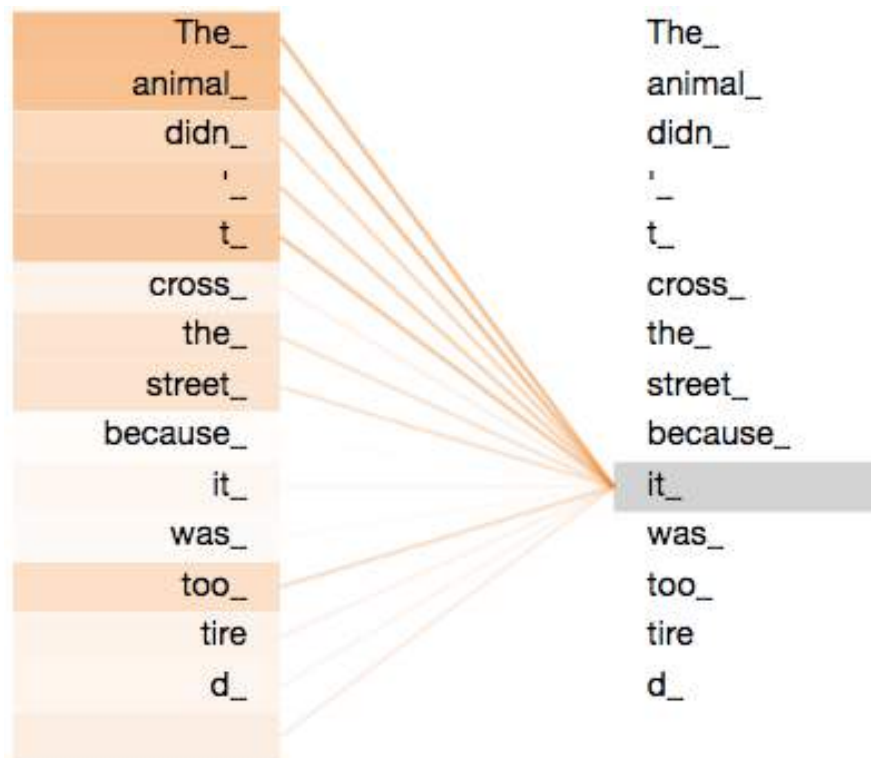 The_ The_
animal_ animal_
didn_ didn_
'_ '_
t_ t_
cross_ cross_
the_ the_
street_ street_
because_ because_
it_ it_
was_ was_
too_ too_
tire tire
d_ d_